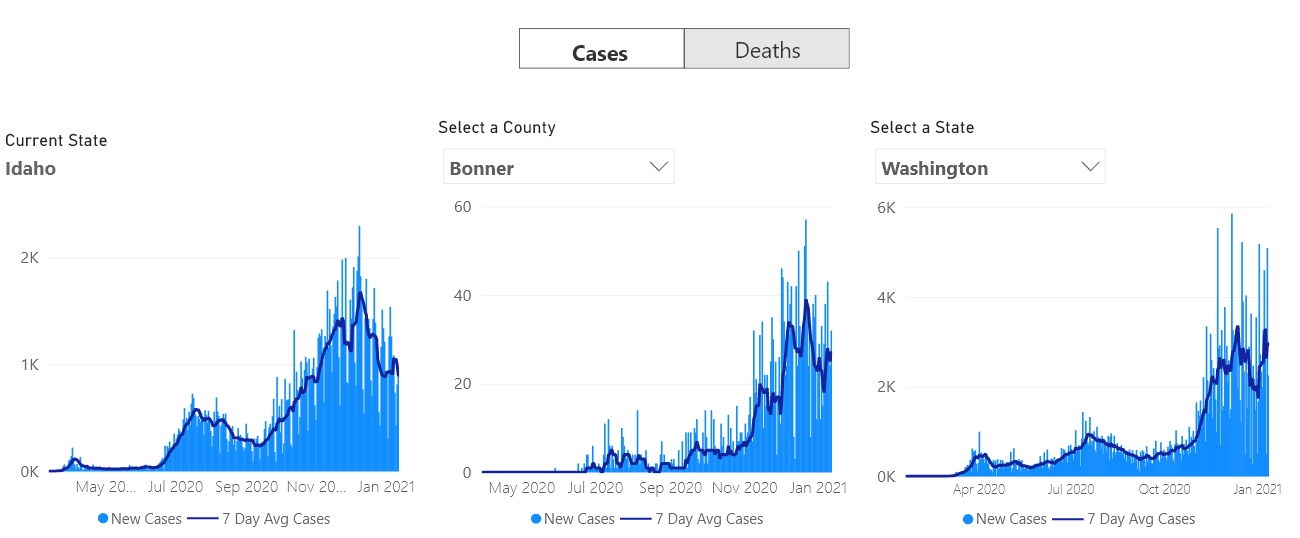 Cases Deaths
Current State
Idaho
2K
1K
0K
May 20... Jul 2020 Sep 2020 Nov 20... Jan 2021
New Cases 7 Day Avg Cases
Select a County
Bonner
60
40
20
0
May 2020 Jul 2020 Sep 2020 Nov 2020 Jan 2021
New Cases 7 Day Avg Cases
Select a State
Washington
6K
4K
2K
0K
Apr 2020 Jul 2020 Oct 2020 Jan 2021
New Cases 7 Day Avg Cases